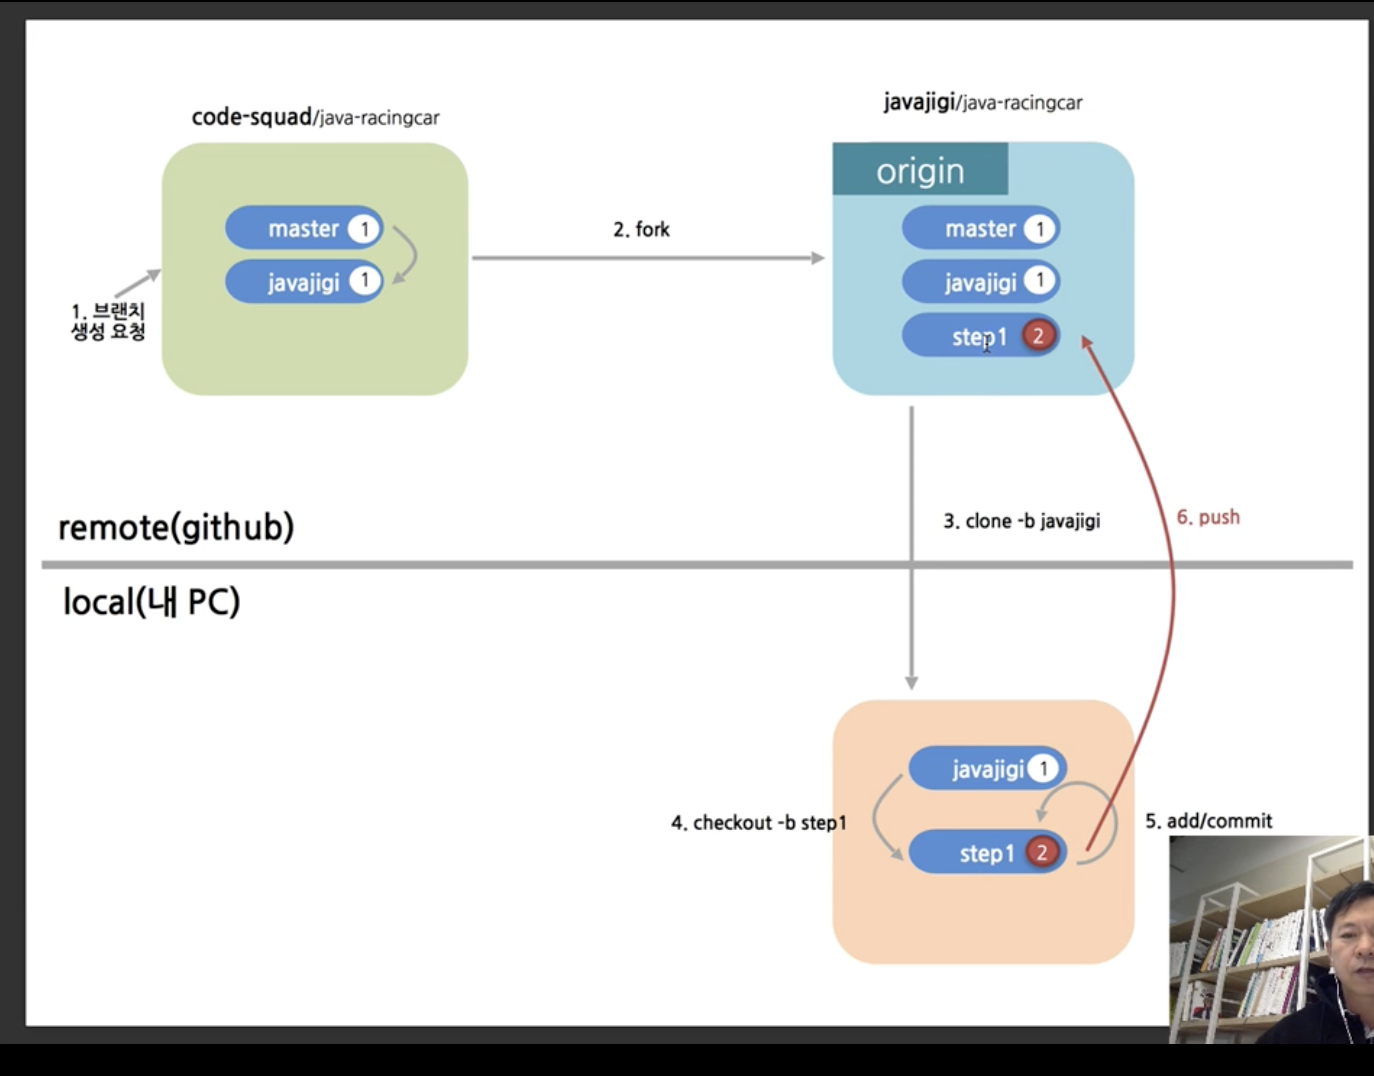 code-squad/java-racingcar
javajigi/java-racingcar
origin
master 1
javajigi 1
1. 브랜치
생성 요청
2. fork
master 1
javajigi 1
step1 2
remote(github)
3. clone -b javajigi
6. push
local(내 PC)
javajigi 1
4. checkout -b step1
5. add/commit
step1 2